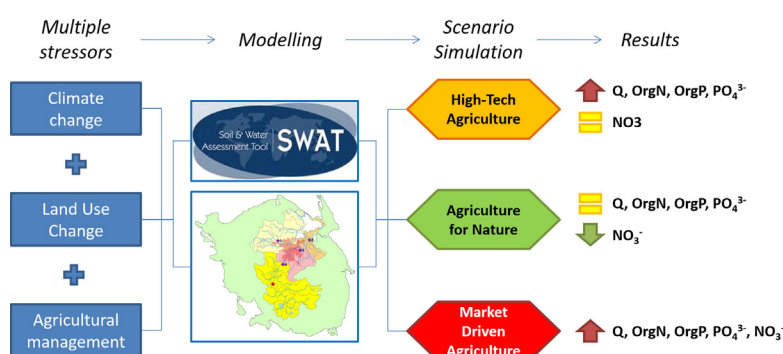 Multiple
stressors
Modelling
Scenario
Simulation
Results
Climate
change
Land Use
Change
Agricultural
management
Soil & Water
Assessment Tool
SWAT
High-Tech
Agriculture
Q, OrgN, OrgP, PO₄³⁻
NO3
Agriculture
for Nature
Q, OrgN, OrgP, PO₄³⁻
NO₃⁻
Market
Driven
Agriculture
Q, OrgN, OrgP, PO₄³⁻, NO₃⁻